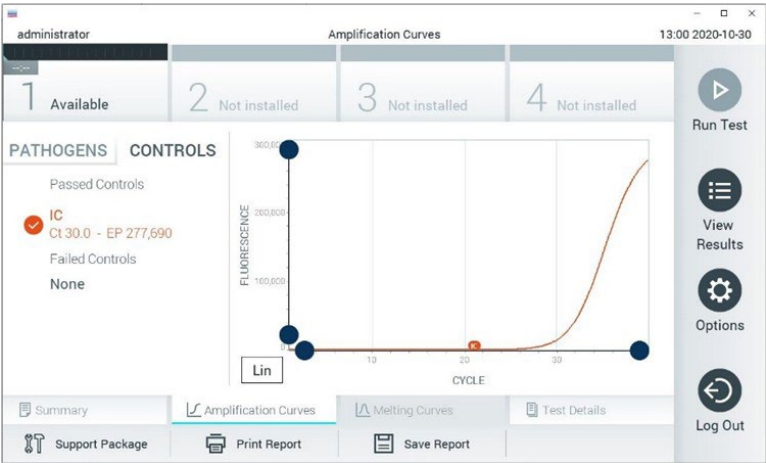 administrator
Amplification Curves
13:00 2020-10-30
--:--
1 Available
2 Not installed
3 Not installed
4 Not installed
Run Test
PATHOGENS
CONTROLS
Passed Controls
IC
Ct 30.0 - EP 277,690
Failed Controls
None
FLUORESCENCE
200,000
100,000
IC
10
20
30
CYCLE
Lin
View
Results
Options
Log Out
Summary
Amplification Curves
Melting Curves
Test Details
Support Package
Print Report
Save Report